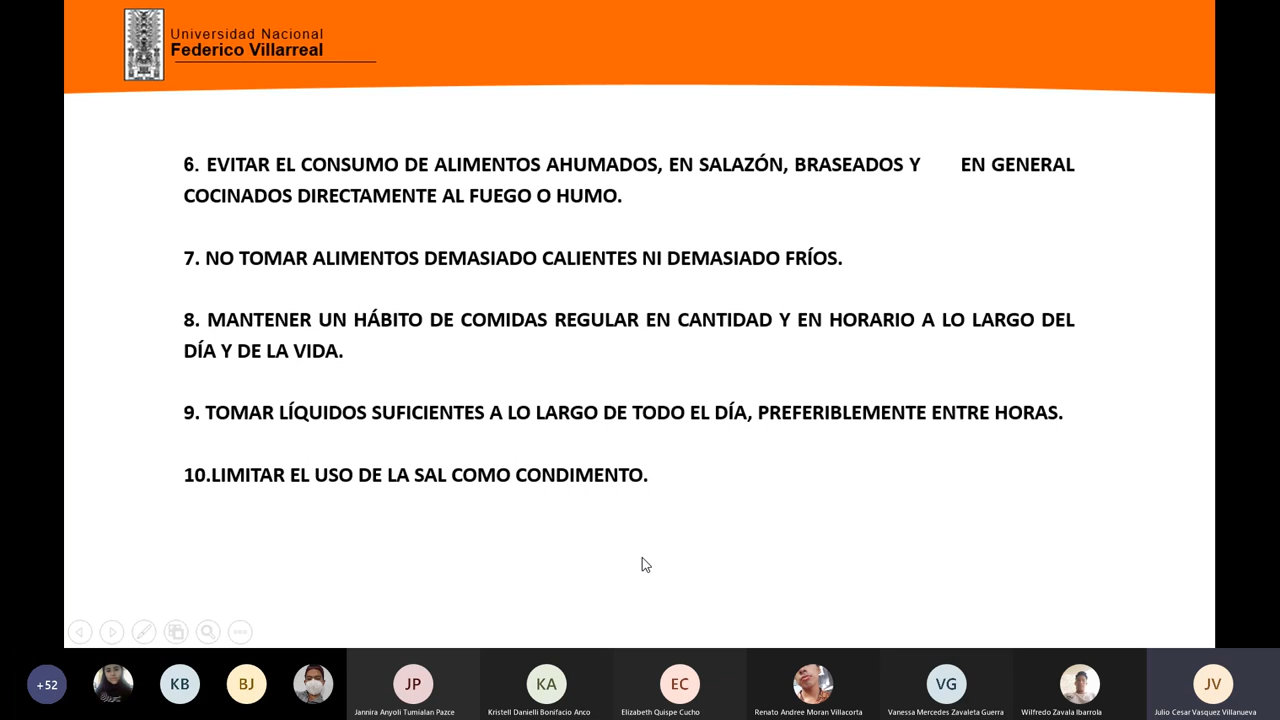 Universidad Nacional
Federico Villarreal
6. EVITAR EL CONSUMO DE ALIMENTOS AHUMADOS, EN SALAZÓN, BRASEADOS Y EN GENERAL
COCINADOS DIRECTAMENTE AL FUEGO O HUMO.
7. NO TOMAR ALIMENTOS DEMASIADO CALIENTES NI DEMASIADO FRÍOS.
8. MANTENER UN HÁBITO DE COMIDAS REGULAR EN CANTIDAD Y EN HORARIO A LO LARGO DEL
DÍA Y DE LA VIDA.
9. TOMAR LÍQUIDOS SUFICIENTES A LO LARGO DE TODO EL DÍA, PREFERIBLEMENTE ENTRE HORAS.
10.LIMITAR EL USO DE LA SAL COMO CONDIMENTO.
+52 KB BJ JP KA EC VG JV
Jannira Anyoli Tumialan Pazce Kristell Danielli Bonifacio Anco Elizabeth Quispe Cucho Renato Andree Moran Villacorta Vanessa Mercedes Zavaleta Guerra Wilfredo Zavala Ibarrola Julio Cesar Vasquez Villanueva